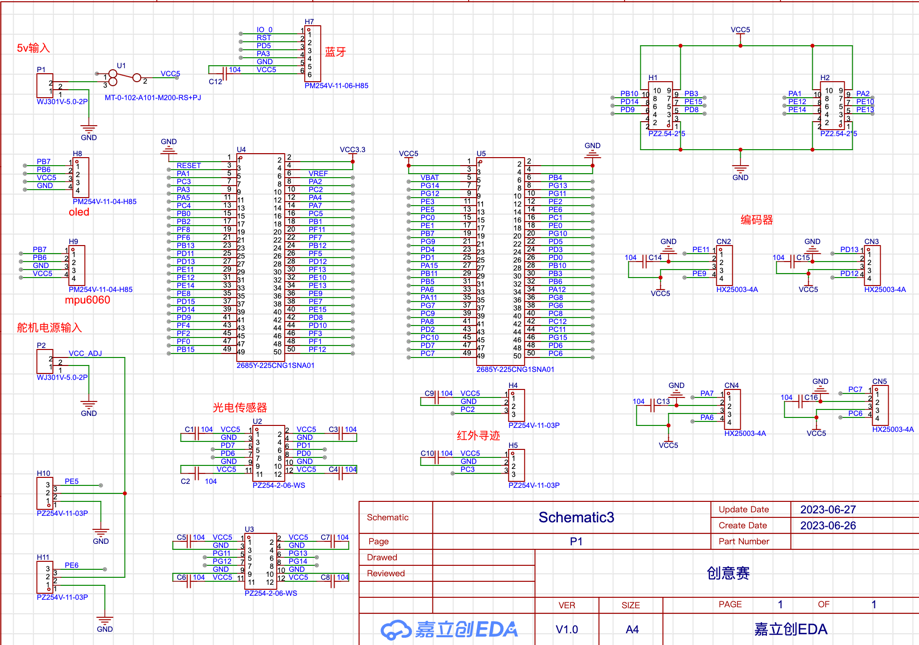 5v输入
P1
1
2
WJ301V-5.0-2P
GND
U1
1
2
3
VCC5
MT-0-102-A101-M200-RS+PJ
H7
IO_0 1
RST 2
PD5 3
PA3 4
GND 5
VCC5 6
C12 104
PM254V-11-06-H85
蓝牙
VCC5
H1
PB10 PB3
PD14 PE15
PD9 PD8
PZ2.54-2*5
H2
PA1 PA2
PE12 PE10
PE14 PE13
PZ2.54-2*5
GND
H8
PB7 1
PB6 2
VCC5 3
GND 4
PM254V-11-04-H85
oled
H9
PB7 1
PB6 2
GND 3
VCC5 4
PM254V-11-04-H85
mpu6060
GND
U4
VCC3.3
1 2
RESET 3 4
PA1 5 6 VREF
PC3 7 8 PA2
PA3 9 10 PC2
PA5 11 12 PA4
PC4 13 14 PA7
PB0 15 16 PC5
PB2 17 18 PB1
PF8 19 20 PF11
PF6 21 22 PF7
PB13 23 24 PB12
PD11 25 26 PF5
PD13 27 28 PD12
PE11 29 30 PF13
PE12 31 32 PE10
PE14 33 34 PE13
PE8 35 36 PE9
PD15 37 38 PE7
PD14 39 40 PE15
PD9 41 42 PD8
PF4 43 44 PD10
PF2 45 46 PF3
PF0 47 48 PF1
PB15 49 50 PF12
2685Y-225CNG1SNA01
VCC5
U5
GND
1 2
3 4
VBAT 5 6 PB4
PG14 7 8 PG13
PG12 9 10 PG11
PE3 11 12 PE2
PE5 13 14 PE6
PC0 15 16 PC1
PE1 17 18 PE0
PB7 19 20 PG10
PG9 21 22 PD5
PD4 23 24 PD3
PD1 25 26 PD0
PA15 27 28 PB10
PB11 29 30 PB3
PB5 31 32 PB6
PA6 33 34 PA12
PA11 35 36 PG8
PG7 37 38 PG6
PC9 39 40 PC8
PA8 41 42 PC12
PD2 43 44 PC11
PC10 45 46 PG15
PD7 47 48 PD6
PC7 49 50 PC6
2685Y-225CNG1SNA01
编码器
GND
CN2
104 C14
PE11 1
2
3
PE9 4
VCC5
HX25003-4A
GND
CN3
104 C15
PD13 1
2
3
PD12 4
VCC5
HX25003-4A
GND
CN4
104 C13
PA7 1
2
3
PA6 4
VCC5
HX25003-4A
GND
CN5
104 C16
PC7 1
2
3
PC6 4
VCC5
HX25003-4A
舵机电源输入
P2
VCC_ADJ
1
2
WJ301V-5.0-2P
GND
H10
3 PE5
2
1
PZ254V-11-03P
GND
H11
3 PE6
2
1
PZ254V-11-03P
GND
光电传感器
U2
C1 104 VCC5 1 2 VCC5 C3 104
GND 3 4 GND
PD7 5 6 PD1
PD6 7 8 PD0
GND 9 10 GND
VCC5 11 12 VCC5 C4 104
C2 104
PZ254-2-06-WS
U3
C5 104 VCC5 1 2 VCC5 C7 104
GND 3 4 GND
PG11 5 6 PG13
PG12 7 8 PG14
GND 9 10 GND
C6 104 VCC5 11 12 VCC5 C8 104
PZ254-2-06-WS
H4
C9 104 VCC5 1
GND 2
PC2 3
PZ254V-11-03P
红外寻迹
H5
C10 104 VCC5 1
GND 2
PC3 3
PZ254V-11-03P
Schematic Schematic3 Update Date 2023-06-27
Create Date 2023-06-26
Page P1 Part Number
Drawed
Reviewed
创意赛
VER SIZE PAGE 1 OF 1
嘉立创EDA V1.0 A4 嘉立创EDA